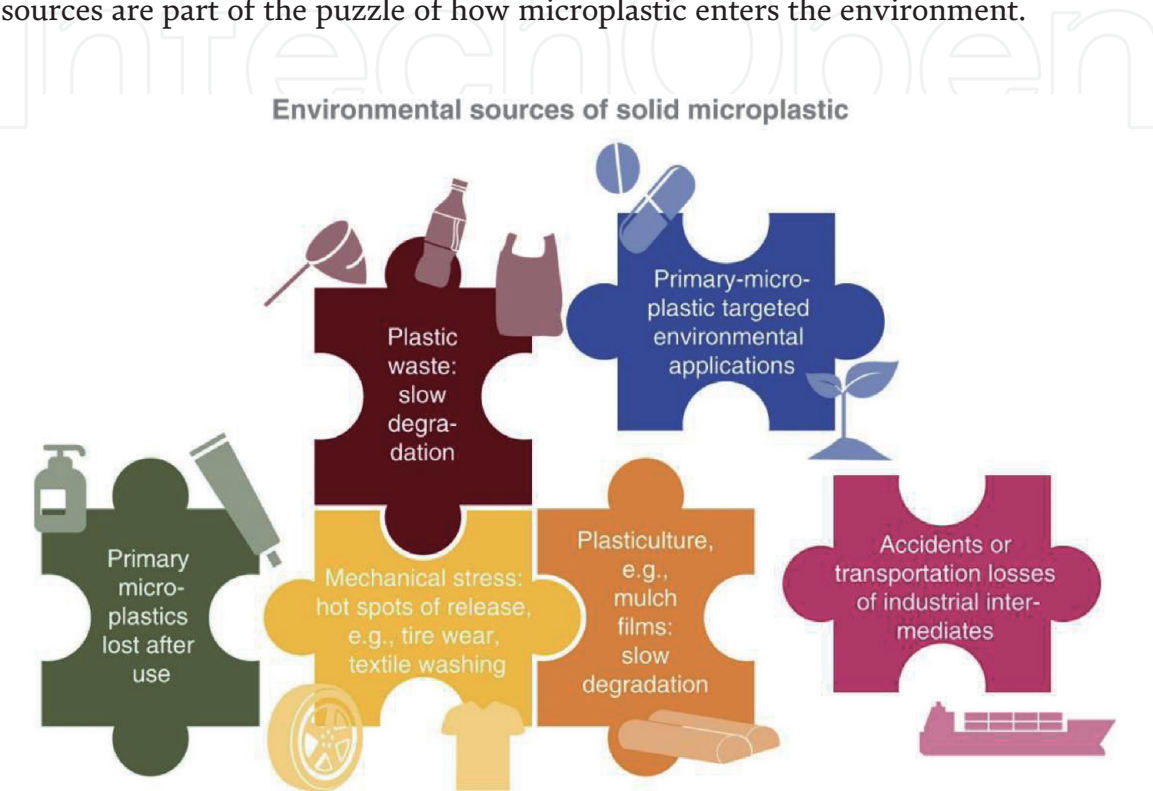 sources are part of the puzzle of how microplastic enters the environment.
IntechOpen
Environmental sources of solid microplastic
Plastic
waste:
slow
degra-
dation
Primary-micro-
plastic targeted
environmental
applications
Primary
micro-
plastics
lost after
use
Mechanical stress:
hot spots of release,
e.g., tire wear,
textile washing
Plasticulture,
e.g.,
mulch
films:
slow
degradation
Accidents or
transportation losses
of industrial inter-
mediates